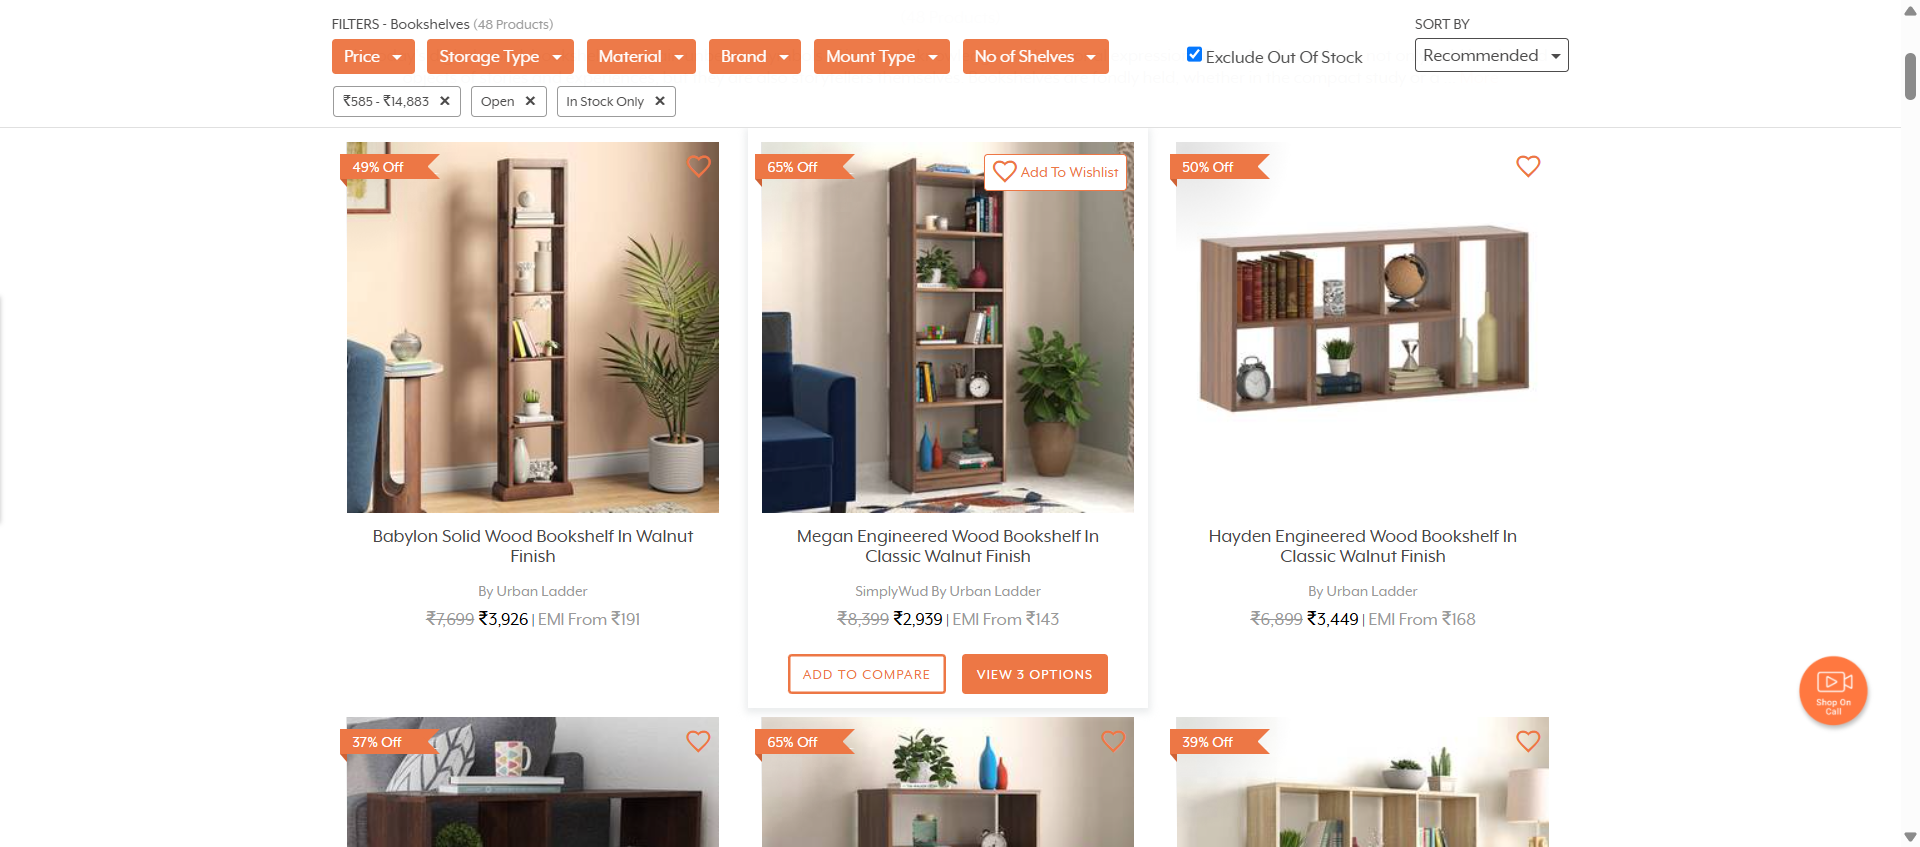 FILTERS - Bookshelves (48 Products)
SORT BY
Price
Storage Type
Material
Brand
Mount Type
No of Shelves
Exclude Out Of Stock
Recommended
₹585 - ₹14,883 ✕
Open ✕
In Stock Only ✕
49% Off
65% Off
Add To Wishlist
50% Off
Babylon Solid Wood Bookshelf In Walnut
Finish
By Urban Ladder
₹7,699 ₹3,926 | EMI From ₹191
Megan Engineered Wood Bookshelf In
Classic Walnut Finish
SimplyWud By Urban Ladder
₹8,399 ₹2,939 | EMI From ₹143
ADD TO COMPARE
VIEW 3 OPTIONS
Hayden Engineered Wood Bookshelf In
Classic Walnut Finish
By Urban Ladder
₹6,899 ₹3,449 | EMI From ₹168
Shop On
Call
37% Off
65% Off
39% Off